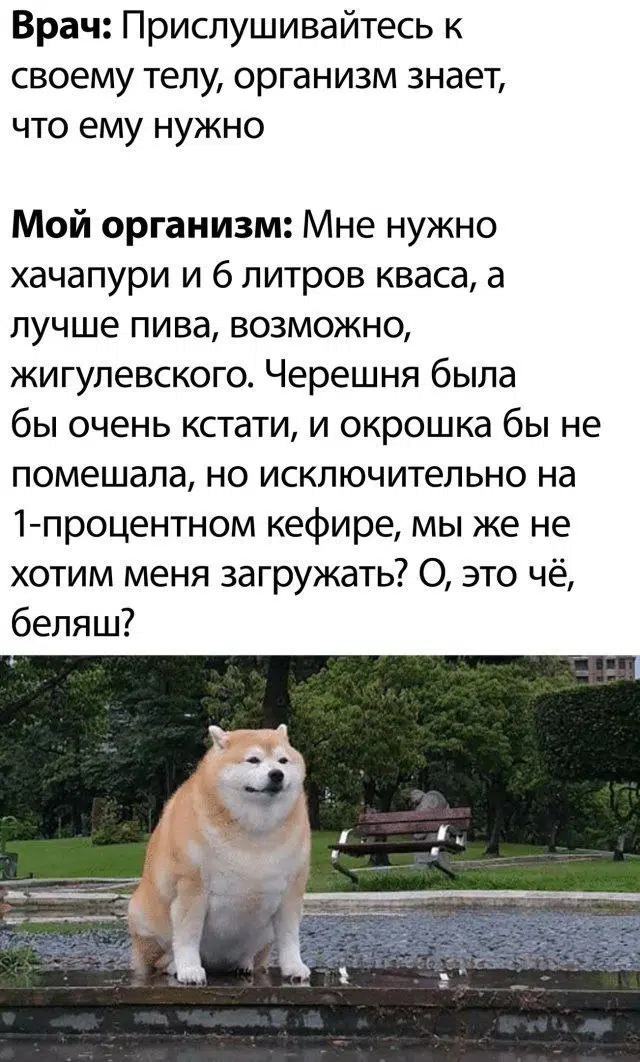 Врач: Прислушивайтесь к
своему телу, организм знает,
что ему нужно
Мой организм: Мне нужно
хачапури и 6 литров кваса, а
лучше пива, возможно,
жигулевского. Черешня была
бы очень кстати, и окрошка бы не
помешала, но исключительно на
1-процентном кефире, мы же не
хотим меня загружать? О, это чё,
беляш?